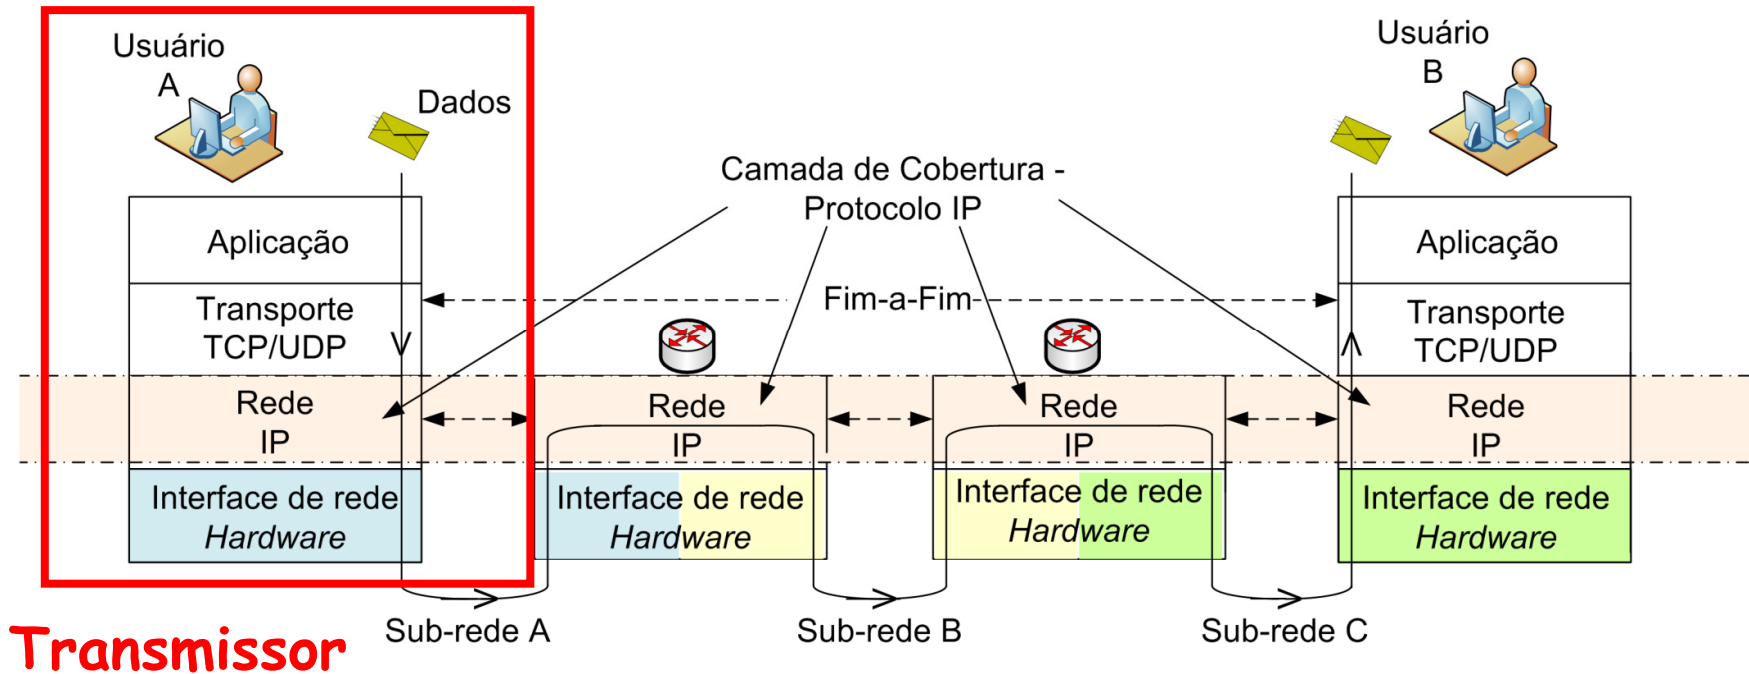 Usuário
A
Dados
Usuário
B
Camada de Cobertura -
Protocolo IP
Aplicação
Aplicação
Fim-a-Fim
Transporte
TCP/UDP
Transporte
TCP/UDP
Rede
IP
Rede
IP
Rede
IP
Rede
IP
Interface de rede
Hardware
Interface de rede
Hardware
Interface de rede
Hardware
Interface de rede
Hardware
Transmissor
Sub-rede A
Sub-rede B
Sub-rede C